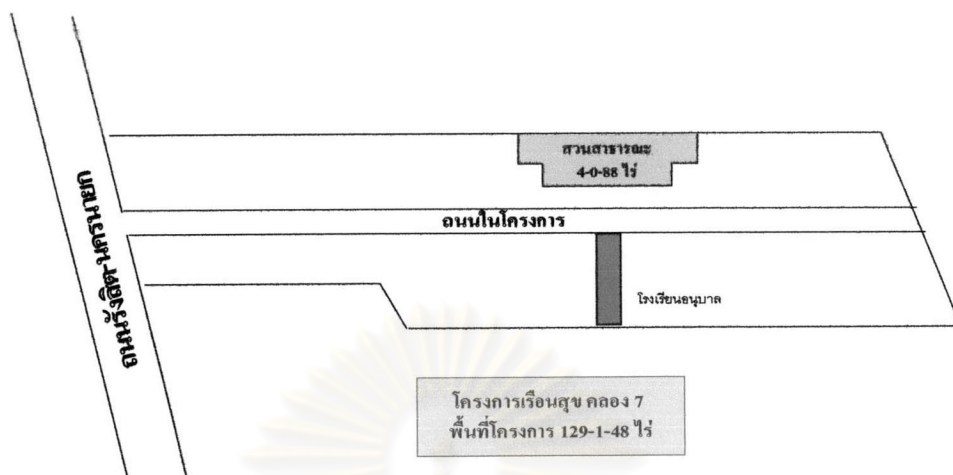 สวนสาธารณะ
4-0-88 ไร่
ถนนในโครงการ
ถนนรังสิต-นครนายก
โรงเรียนอนุบาล
โครงการเรือนสุข คลอง 7
พื้นที่โครงการ 129-1-48 ไร่